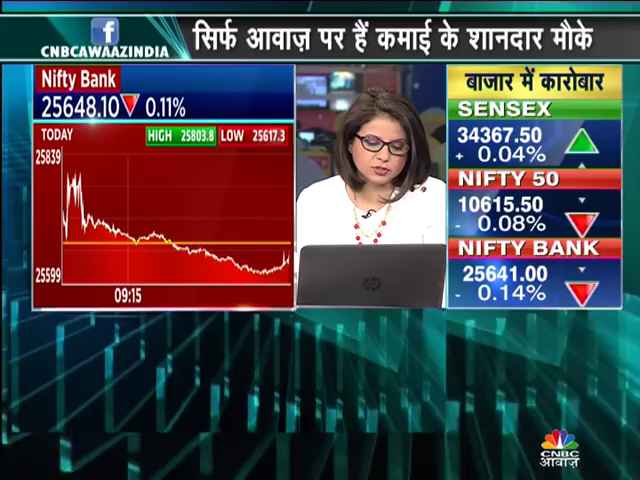 f
CNBCAWAAZINDIA
सिर्फ आवाज़ पर हैं कमाई के शानदार मौके
Nifty Bank
25648.10 0.11%
TODAY
HIGH 25803.8 LOW 25617.3
25839
25599
09:15
hp
बाजार में कारोबार
SENSEX
34367.50
+ 0.04%
NIFTY 50
10615.50
- 0.08%
NIFTY BANK
25641.00
- 0.14%
CNBC
आवाज़